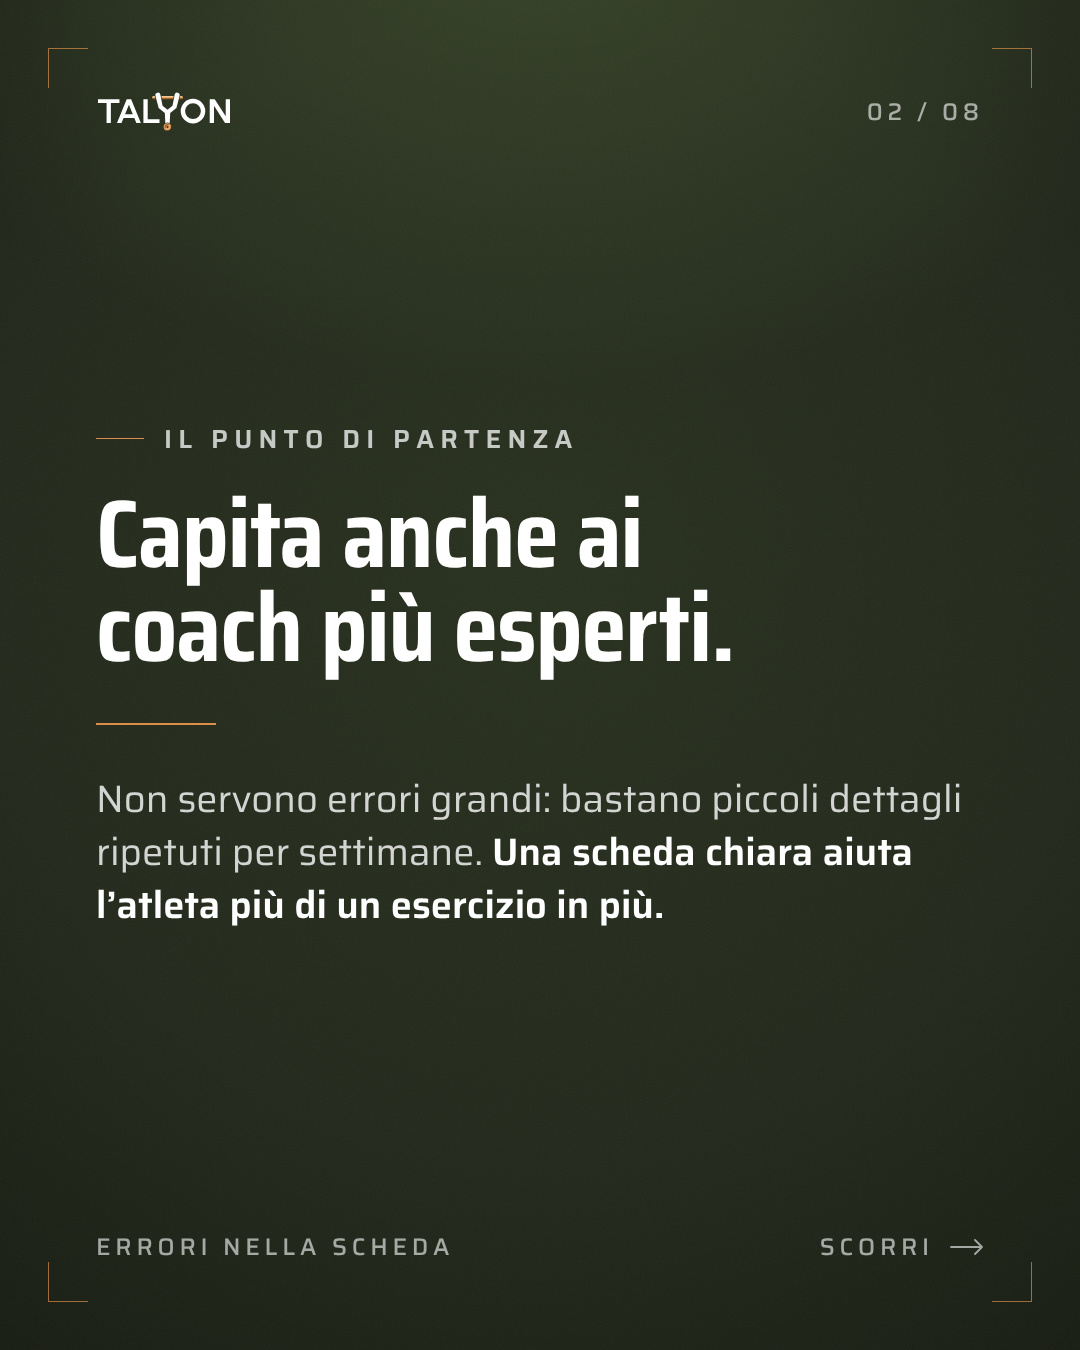 TALYON
02 / 08
IL PUNTO DI PARTENZA
Capita anche ai
coach più esperti.
Non servono errori grandi: bastano piccoli dettagli
ripetuti per settimane. Una scheda chiara aiuta
l’atleta più di un esercizio in più.
ERRORI NELLA SCHEDA
SCORRI →